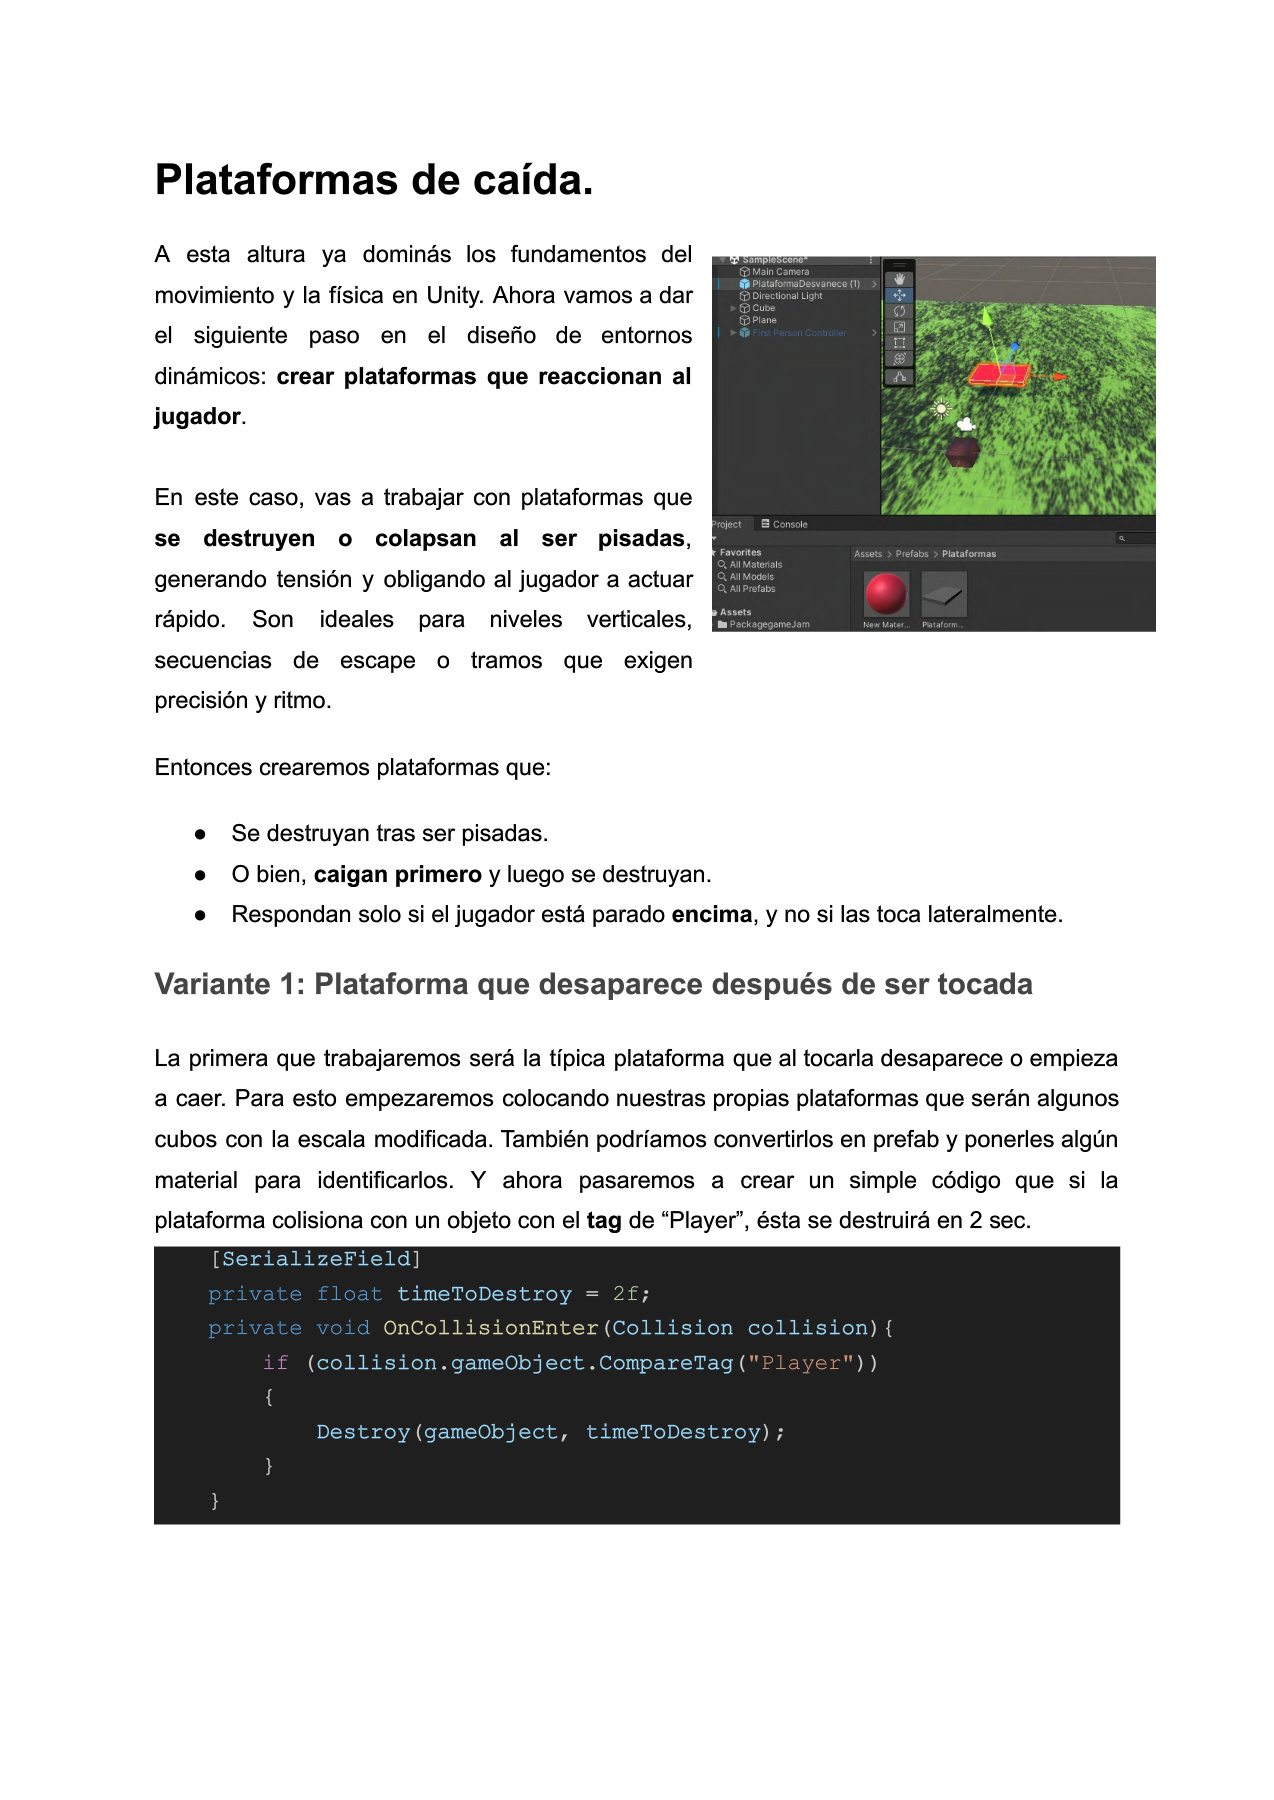 Plataformas de caída.
A esta altura ya dominás los fundamentos del
movimiento y la física en Unity. Ahora vamos a dar
el siguiente paso en el diseño de entornos
dinámicos: crear plataformas que reaccionan al
jugador.
SampleScene*
Main Camera
PlataformaDesvanece (1)
Directional Light
Cube
Plane
First Person Controller
Project
Console
Favorites
All Materials
All Models
All Prefabs
Assets
PackagegameJam
Assets > Prefabs > Plataformas
New Mater...
Plataform...
En este caso, vas a trabajar con plataformas que
se destruyen o colapsan al ser pisadas,
generando tensión y obligando al jugador a actuar
rápido. Son ideales para niveles verticales,
secuencias de escape o tramos que exigen
precisión y ritmo.
Entonces crearemos plataformas que:
● Se destruyan tras ser pisadas.
● O bien, caigan primero y luego se destruyan.
● Respondan solo si el jugador está parado encima, y no si las toca lateralmente.
Variante 1: Plataforma que desaparece después de ser tocada
La primera que trabajaremos será la típica plataforma que al tocarla desaparece o empieza
a caer. Para esto empezaremos colocando nuestras propias plataformas que serán algunos
cubos con la escala modificada. También podríamos convertirlos en prefab y ponerles algún
material para identificarlos. Y ahora pasaremos a crear un simple código que si la
plataforma colisiona con un objeto con el tag de “Player”, ésta se destruirá en 2 sec.
[SerializeField]
private float timeToDestroy = 2f;
private void OnCollisionEnter(Collision collision){
if (collision.gameObject.CompareTag("Player"))
{
Destroy(gameObject, timeToDestroy);
}
}